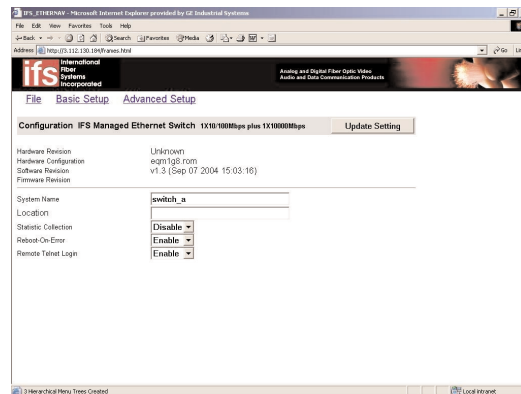 IFS_ETHERNAV - Microsoft Internet Explorer provided by GE Industrial Systems
File Edit View Favorites Tools Help
Back Search Favorites Media
Address http://3.112.130.184/frames.html Go
ifs International Fiber Systems Incorporated
Analog and Digital Fiber Optic Video
Audio and Data Communication Products
File Basic Setup Advanced Setup
Configuration IFS Managed Ethernet Switch 1X10/100Mbps plus 1X10000Mbps Update Setting
Hardware Revision Unknown
Hardware Configuration eqm1g8.rom
Software Revision v1.3 (Sep 07 2004 15:03:16)
Firmware Revision
System Name switch_a
Location
Statistic Collection Disable
Reboot-On-Error Enable
Remote Telnet Login Enable
3 Hierarchical Menu Trees Created Local intranet